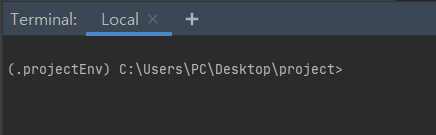 Terminal: Local × +
(.projectEnv) C:\Users\PC\Desktop\project>